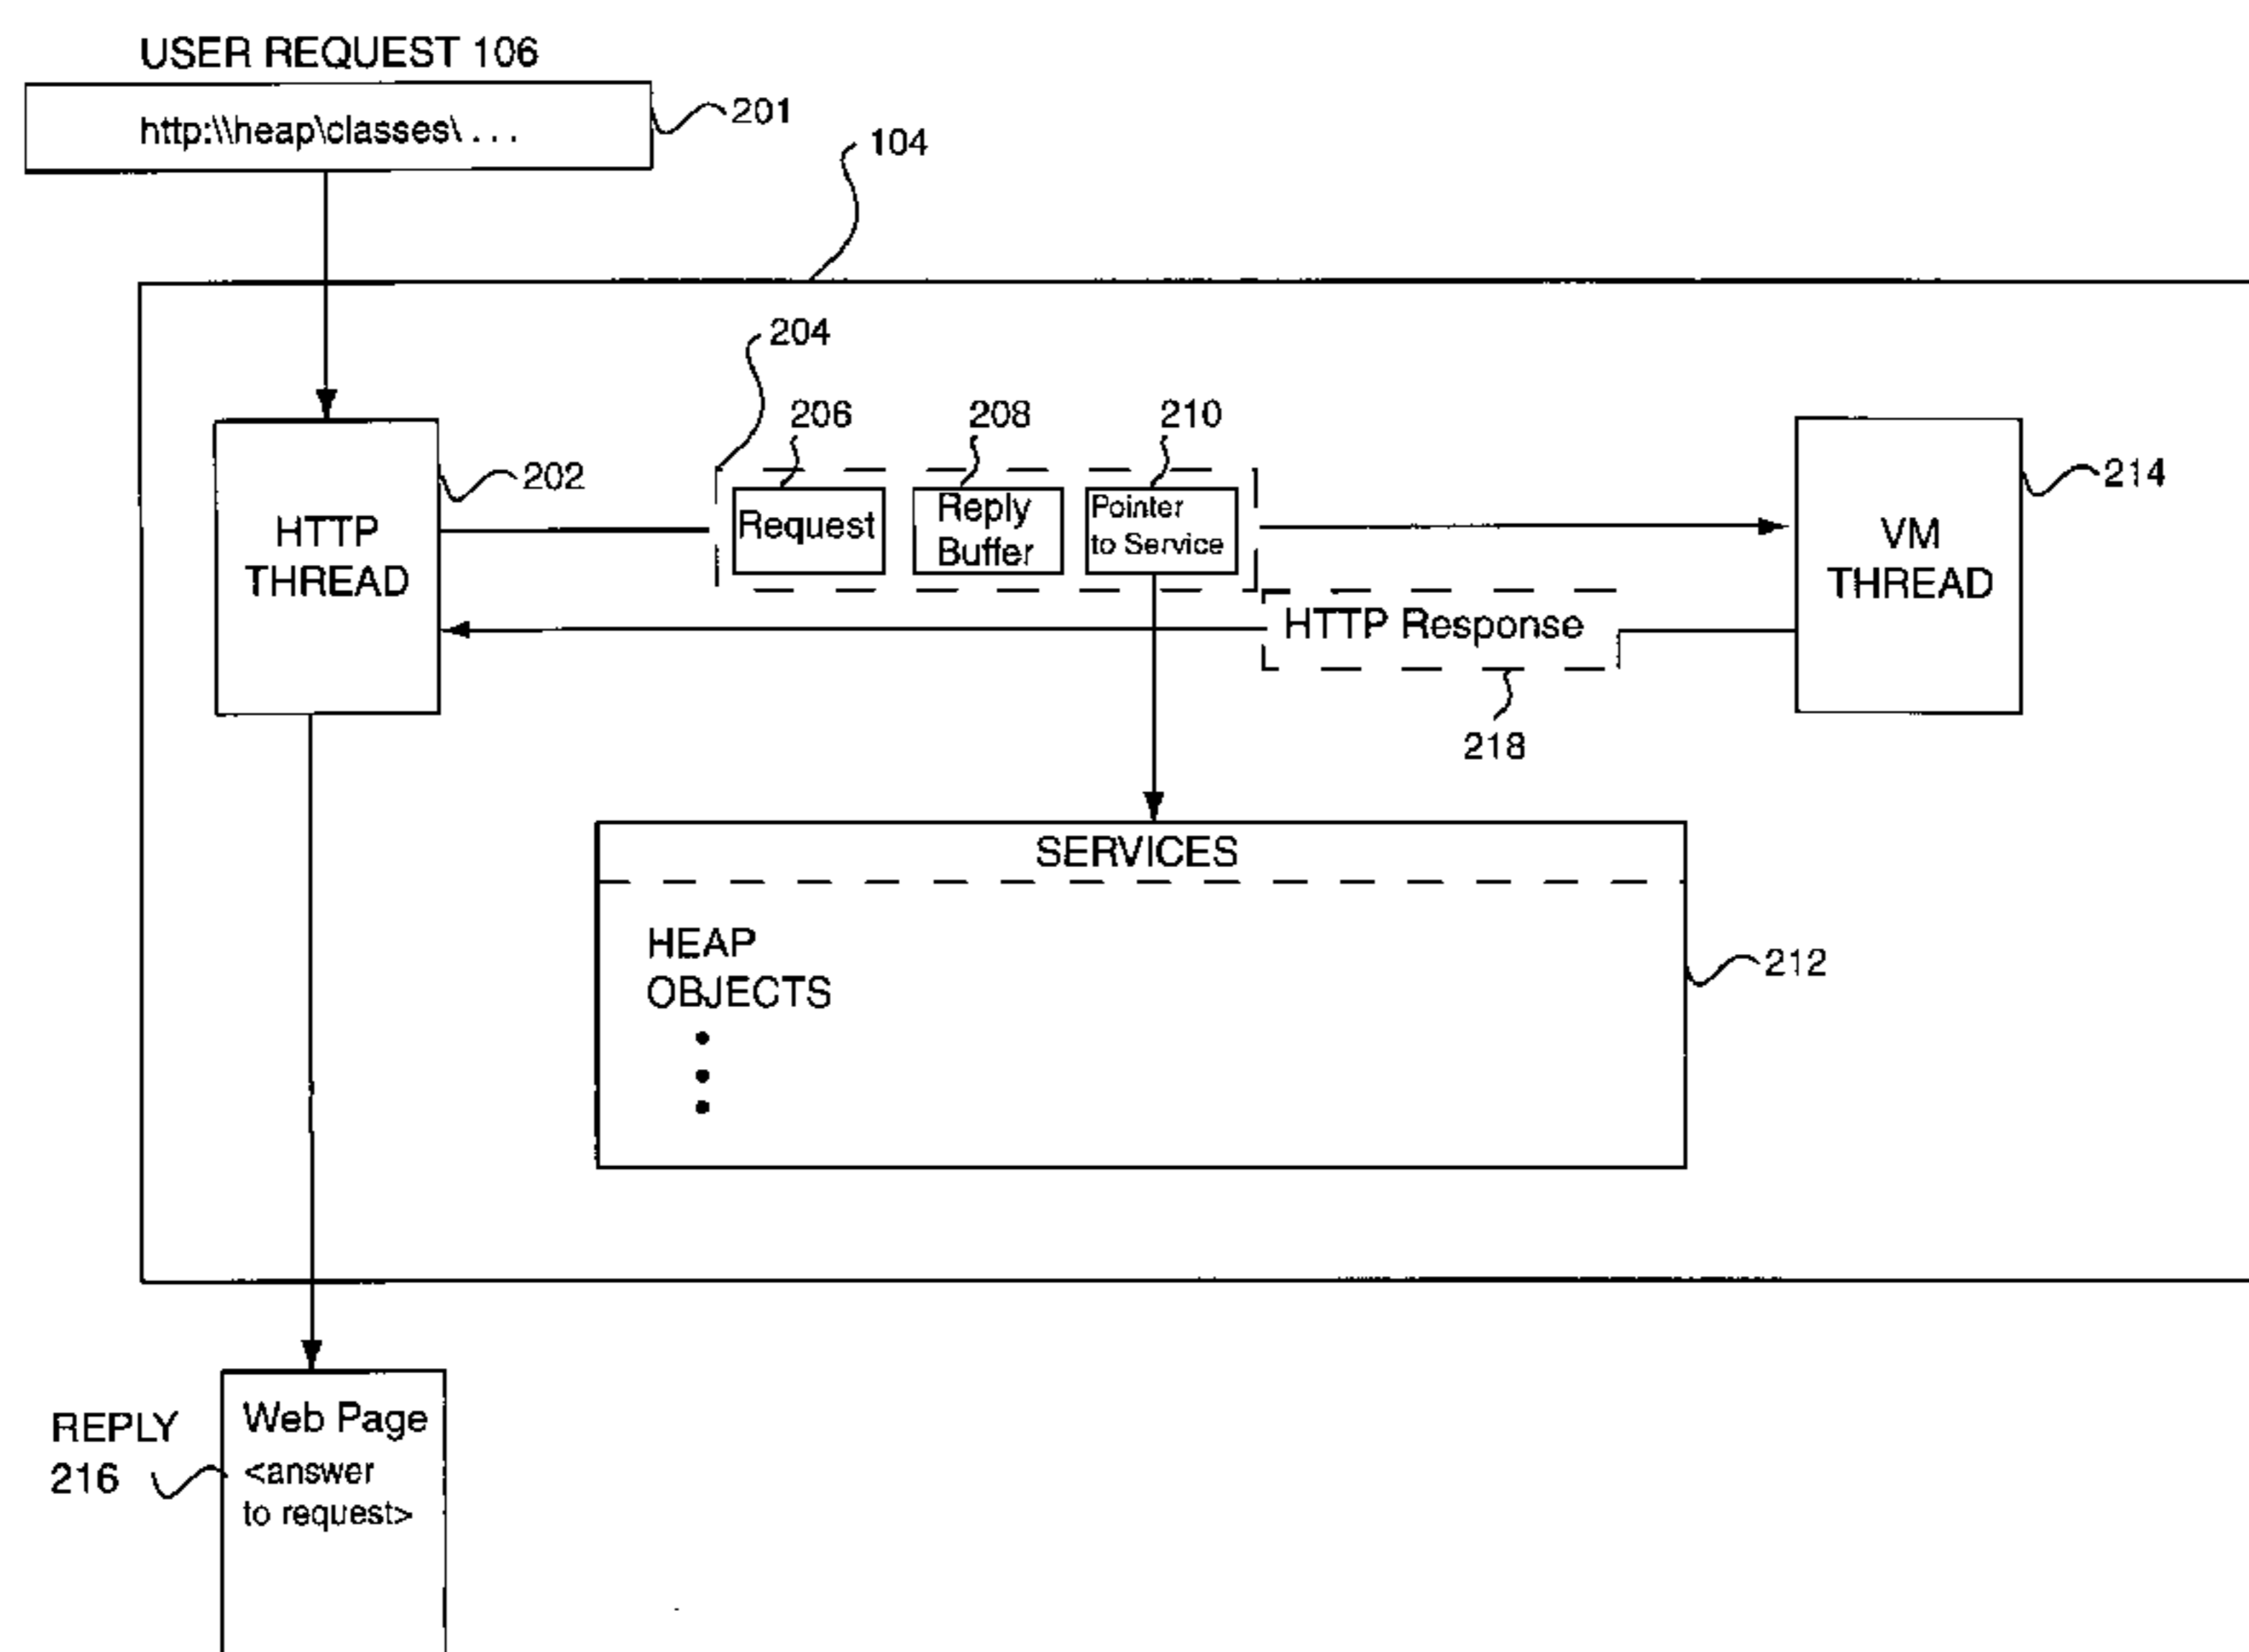 USER REQUEST 106
http:\\heap\classes\ . . .
201
104
204
206
208
210
202
214
HTTP
THREAD
Request
Reply
Buffer
Pointer
to Service
VM
THREAD
HTTP Response
218
SERVICES
HEAP
OBJECTS
212
REPLY
216
Web Page
<answer
to request>